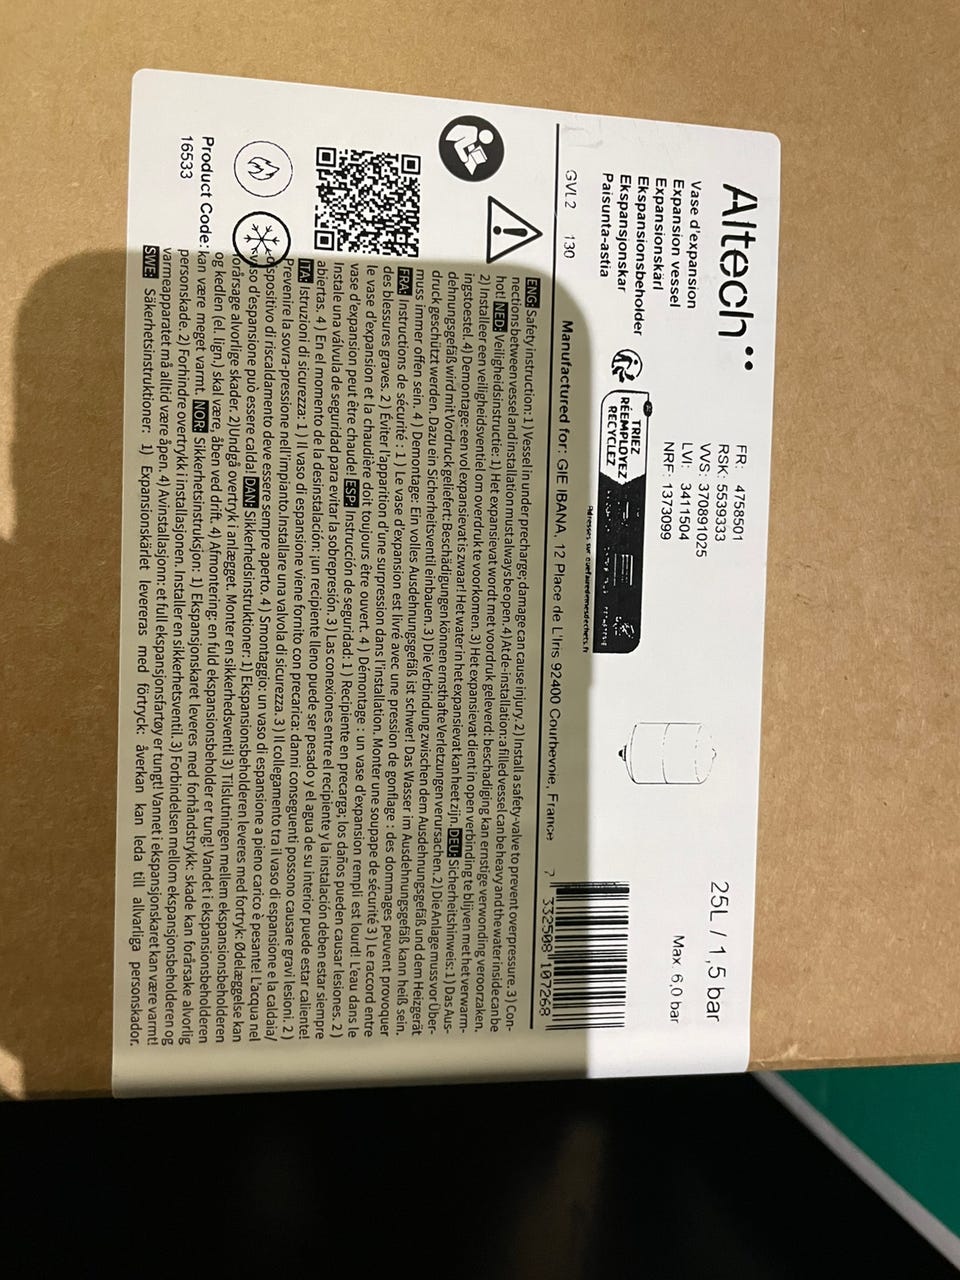 Altech
Vase d'expansion
Expansion vessel
Expansionskärl
Ekspansionsbeholder
Ekspansjonskar
Paisunta-astia
FR: 4758501
RSK: 5539333
VVS: 370891025
LVI: 3411504
NRF: 1373099
25L / 1,5 bar
Max 6,0 bar
TRIEZ
RÉEMPLOYEZ
RECYCLEZ
Adresses sur quefairedemesdechets.fr
GVL2 130
Manufactured for: GIE IBANA, 12 Place de L'Iris 92400 Courbevoie, France
7 332508 107268
ENG: Safety instruction: 1) Vessel in under precharge; damage can cause injury. 2) Install a safety-valve to prevent overpressure. 3) Con-
nections between vessel and installation must always be open. 4) At de-installation: a filled vessel can be heavy and the water inside can be
hot! NED: Veiligheidsinstructie: 1) Het expansievat wordt met voordruk geleverd: beschadiging kan ernstige verwonding veroorzaken.
2) Installeer een veiligheidsventiel om overdruk te voorkomen. 3) Het expansievat dient in open verbinding te blijven met het verwarm-
ingstoestel. 4) Demontage: een vol expansievat is zwaar! Het water in het expansievat kan heet zijn. DEU: Sicherheitshinweis: 1) Das Aus-
dehnungsgefäß wird mit Vordruck geliefert: Beschädigungen können ernsthafte Verletzungen verursachen. 2) Die Anlage muss vor Über-
druck geschützt werden. Dazu ein Sicherheitsventil einbauen. 3) Die Verbindung zwischen dem Ausdehnungsgefäß und dem Heizgerät
muss immer offen sein. 4) Demontage: Ein volles Ausdehnungsgefäß ist schwer! Das Wasser im Ausdehnungsgefäß kann heiß sein.
FRA: Instructions de sécurité : 1) Le vase d'expansion est livré avec une pression de gonflage : des dommages peuvent provoquer
des blessures graves. 2) Éviter l'apparition d'une surpression dans l'installation. Monter une soupape de sécurité 3) Le raccord entre
le vase d'expansion et la chaudière doit toujours être ouvert. 4) Démontage : un vase d'expansion rempli est lourd! L'eau dans le
vase d'expansion peut être chaude! ESP: Instrucción de seguridad: 1) Recipiente en precarga; los daños pueden causar lesiones. 2)
Instale una válvula de seguridad para evitar la sobrepresión. 3) Las conexiones entre el recipiente y la instalación deben estar siempre
abiertas. 4) En el momento de la desinstalación: ¡un recipiente lleno puede ser pesado y el agua de su interior puede estar caliente!
ITA: Istruzioni di sicurezza: 1) Il vaso di espansione viene fornito con precarica: danni conseguenti possono causare gravi lesioni. 2)
Prevenire la sovra-pressione nell'impianto. Installare una valvola di sicurezza. 3) Il collegamento tra il vaso di espansione e la caldaia/
dispositivo di riscaldamento deve essere sempre aperto. 4) Smontaggio: un vaso di espansione a pieno carico è pesante! L'acqua nel
vaso d'espansione può essere calda! DAN: Sikkerhedsinstruktioner: 1) Ekspansionsbeholderen leveres med fortryk: Ødelæggelse kan
forårsage alvorlige skader. 2) Undgå overtryk i anlægget. Monter en sikkerhedsventil 3) Tilslutningen mellem ekspansionsbeholderen
og kedlen (el. lign.) skal være, åben ved drift. 4) Afmontering: en fuld ekspansionsbeholder er tung! Vandet i ekspansionsbeholderen
kan være meget varmt. NOR: Sikkerhetsinstruksjon: 1) Ekspansjonskaret leveres med forhåndstrykk: skade kan forårsake alvorlig
personskade. 2) Forhindre overtrykk i installasjonen. Installer en sikkerhetsventil. 3) Forbindelsen mellom ekspansjonsbeholderen og
varmeapparatet må alltid være åpen. 4) Avinstallasjon: et full ekspansjonsfartøy er tungt! Vannet i ekspansjonskaret kan være varmt!
SWE: Säkerhetsinstruktioner: 1) Expansionskärlet levereras med förtryck: åverkan kan leda till allvarliga personskador.
Product Code:
16533